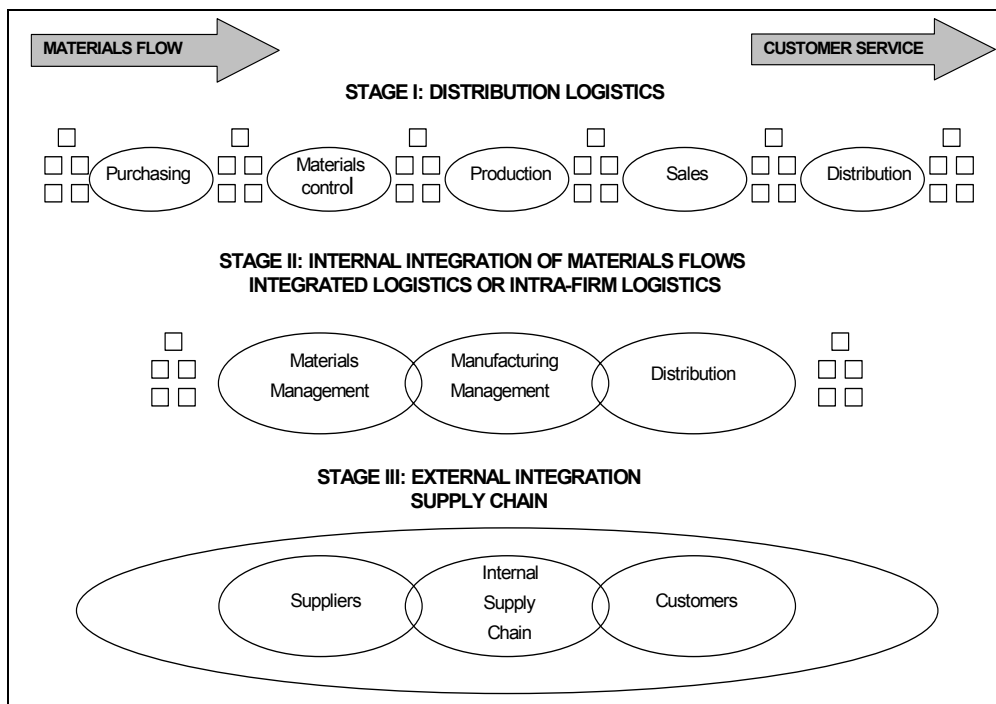 MATERIALS FLOW
CUSTOMER SERVICE
STAGE I: DISTRIBUTION LOGISTICS
Purchasing
Materials
control
Production
Sales
Distribution
STAGE II: INTERNAL INTEGRATION OF MATERIALS FLOWS
INTEGRATED LOGISTICS OR INTRA-FIRM LOGISTICS
Materials
Management
Manufacturing
Management
Distribution
STAGE III: EXTERNAL INTEGRATION
SUPPLY CHAIN
Suppliers
Internal
Supply
Chain
Customers